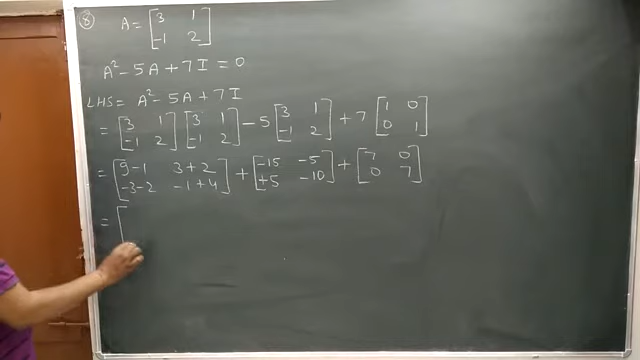 ⑧ A = [3 1; -1 2]
A² - 5A + 7I = 0
LHS = A² - 5A + 7I
= [3 1; -1 2] [3 1; -1 2] - 5 [3 1; -1 2] + 7 [1 0; 0 1]
= [9-1 3+2; -3-2 -1+4] + [-15 -5; +5 -10] + [7 0; 0 7]
= [